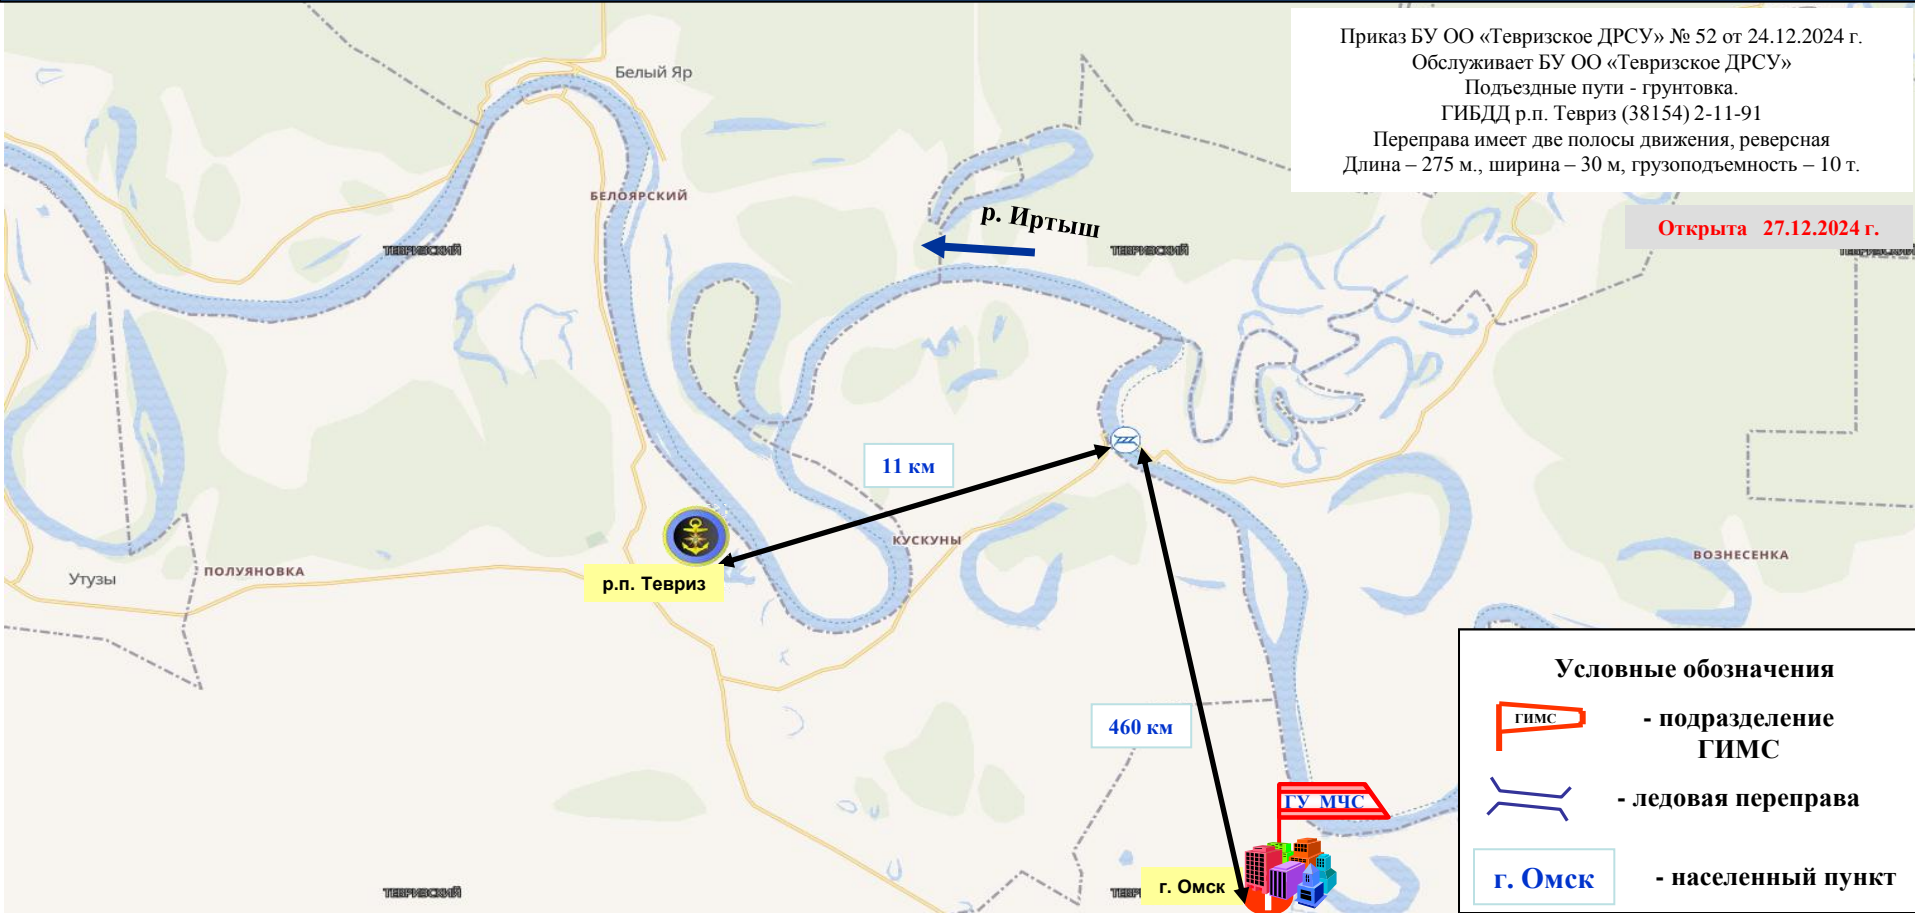 Приказ БУ ОО «Тевризское ДРСУ» № 52 от 24.12.2024 г.
Обслуживает БУ ОО «Тевризское ДРСУ»
Подъездные пути - грунтовка.
ГИБДД р.п. Тевриз (38154) 2-11-91
Переправа имеет две полосы движения, реверсная
Длина – 275 м., ширина – 30 м, грузоподъемность – 10 т.
Открыта 27.12.2024 г.
Белый Яр
БЕЛОЯРСКИЙ
р. Иртыш
ТЕВРИЗСКИЙ
ТЕВРИЗСКИЙ
ТЕВРИЗСКИЙ
11 км
КУСКУНЫ
ВОЗНЕСЕНКА
Утузы
ПОЛУЯНОВКА
р.п. Тевриз
460 км
ГУ МЧС
г. Омск
ТЕВРИЗСКИЙ
Условные обозначения
ГИМС
- подразделение
ГИМС
- ледовая переправа
г. Омск
- населенный пункт